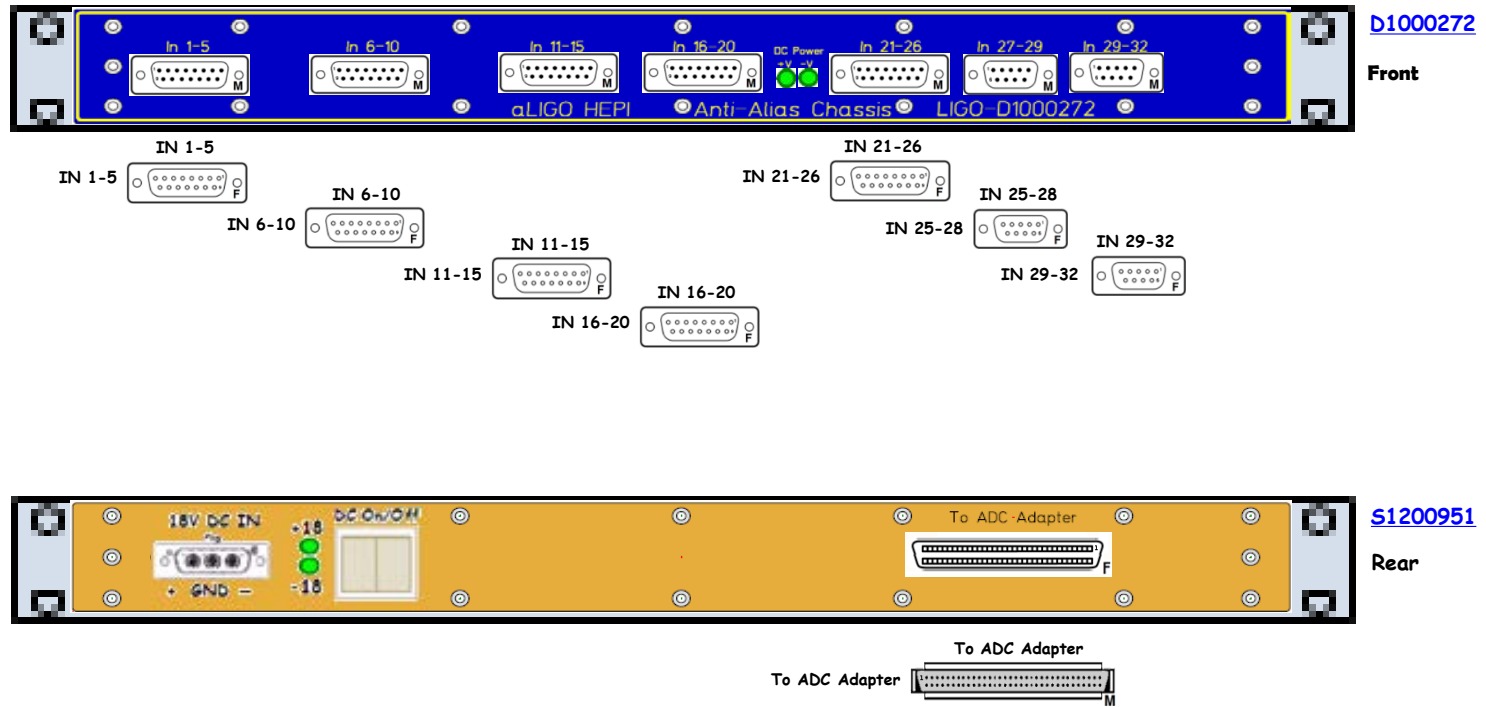 D1000272
In 1-5 In 6-10 In 11-15 In 16-20 DC Power In 21-26 In 27-29 In 29-32
+V -V
M M M M M M M
Front
aLIGO HEPI Anti-Alias Chassis LIGO-D1000272
IN 1-5
IN 1-5 F
IN 6-10
IN 6-10 F
IN 11-15
IN 11-15 F
IN 16-20
IN 16-20 F
IN 21-26
IN 21-26 F
IN 25-28
IN 25-28 F
IN 29-32
IN 29-32 F
S1200951
18V DC IN +18 DC On/Off To ADC-Adapter
Rear
F
+ GND - -18
To ADC Adapter
To ADC Adapter M